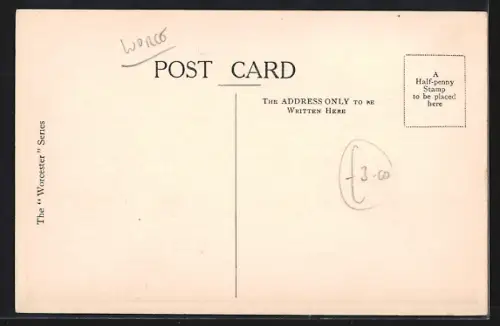 WORCS
POST CARD
A
Half-penny
Stamp
to be placed
here
The ADDRESS ONLY to be
Written Here
£3-00
The "Worcester" Series